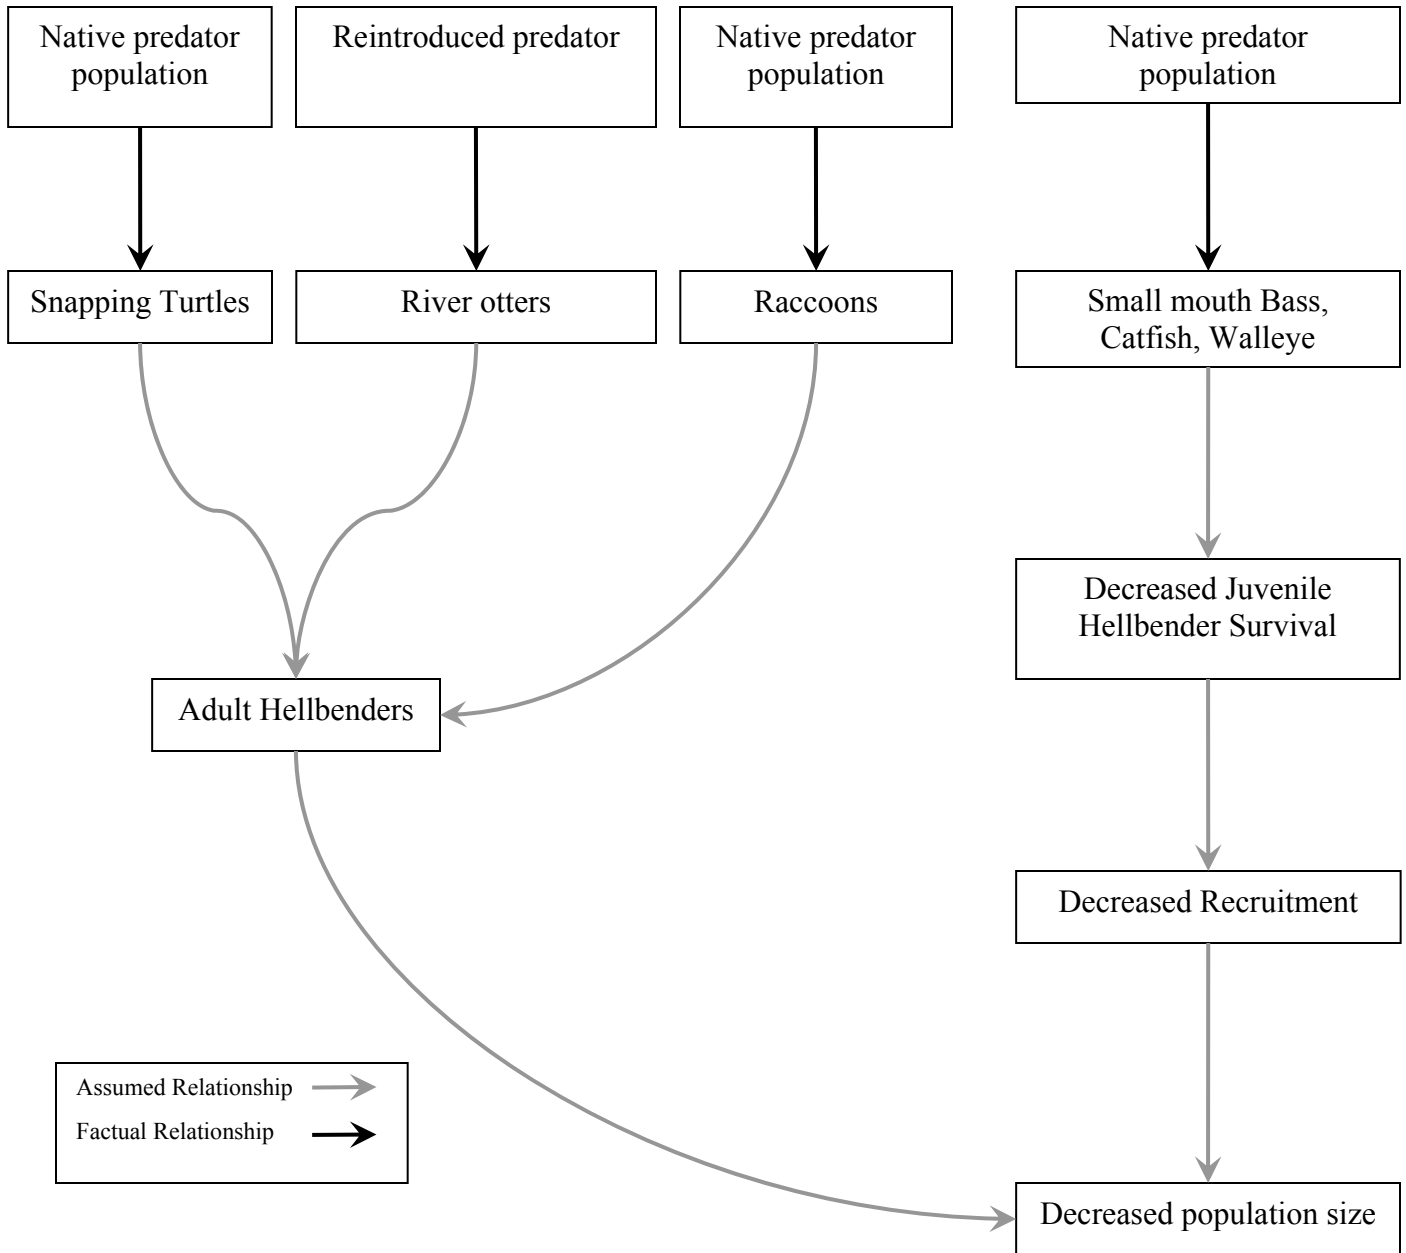 Native predator
population
Reintroduced predator
Native predator
population
Native predator
population
Snapping Turtles
River otters
Raccoons
Small mouth Bass,
Catfish, Walleye
Decreased Juvenile
Hellbender Survival
Adult Hellbenders
Decreased Recruitment
Assumed Relationship
Factual Relationship
Decreased population size